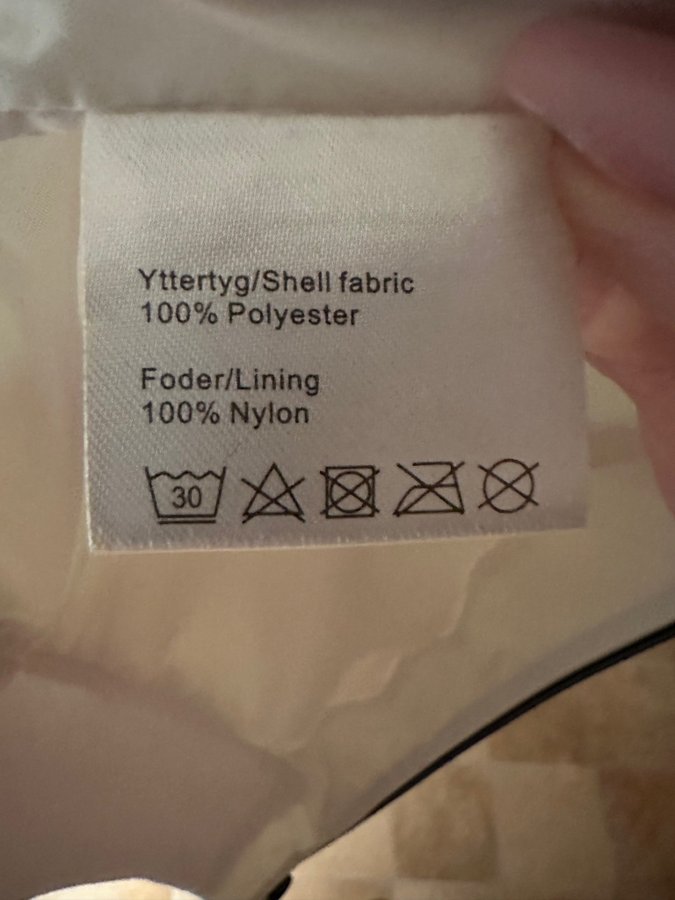 Yttertyg/Shell fabric
100% Polyester
Foder/Lining
100% Nylon
30